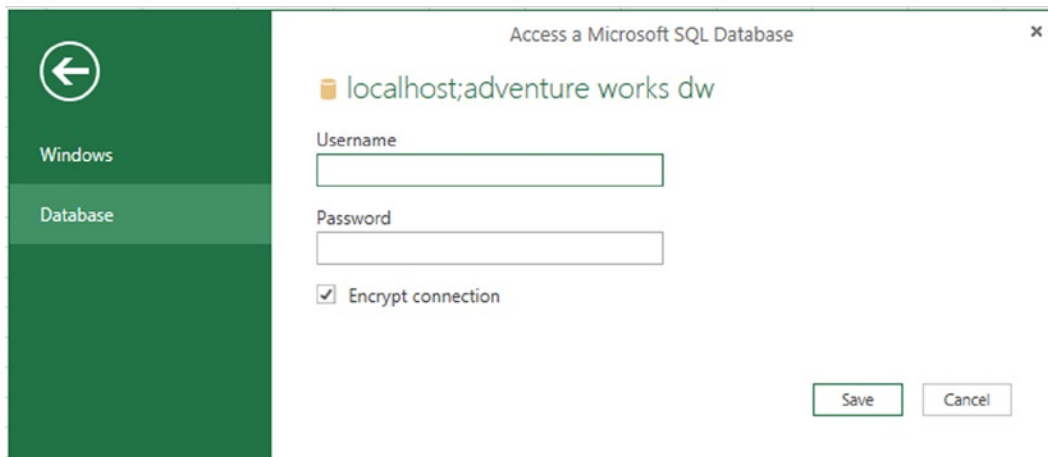 Access a Microsoft SQL Database
localhost;adventure works dw
Windows
Database
Username
Password
Encrypt connection
Save
Cancel